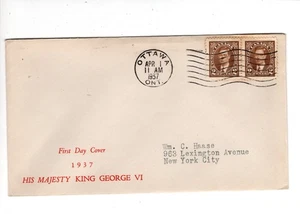 OTTAWA
APR 1
11 AM
1937
ONT.
First Day Cover
1937
HIS MAJESTY KING GEORGE VI
Wm. C. Haase
963 Lexington Avenue
New York City